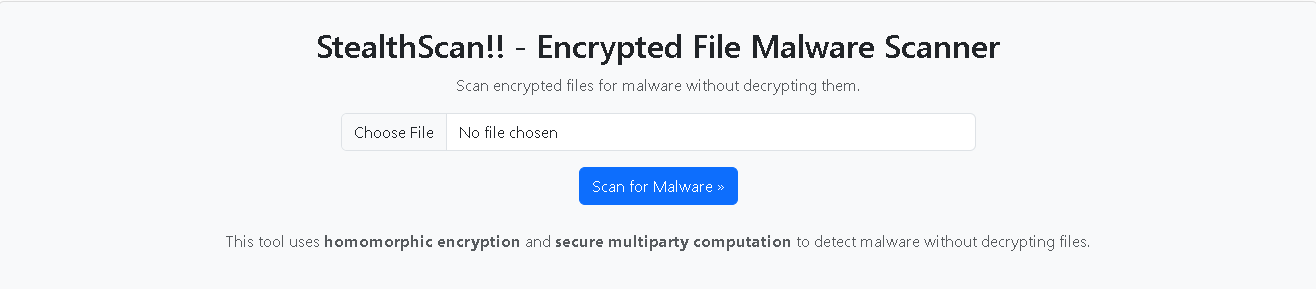 StealthScan!! - Encrypted File Malware Scanner
Scan encrypted files for malware without decrypting them.
Choose File No file chosen
Scan for Malware »
This tool uses homomorphic encryption and secure multiparty computation to detect malware without decrypting files.